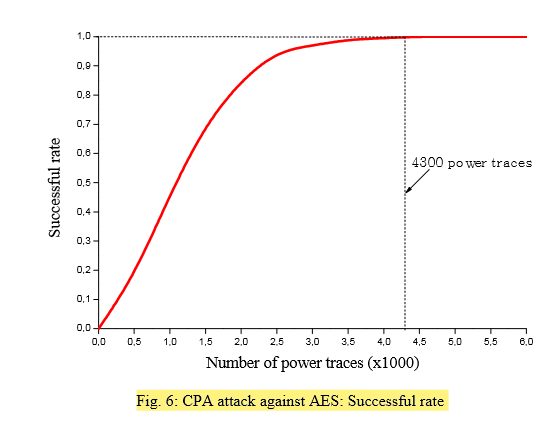 1,0
0,9
0,8
0,7
0,6
0,5
0,4
0,3
0,2
0,1
0,0
Successful rate
4300 power traces
0,0 0,5 1,0 1,5 2,0 2,5 3,0 3,5 4,0 4,5 5,0 5,5 6,0
Number of power traces (x1000)
Fig. 6: CPA attack against AES: Successful rate